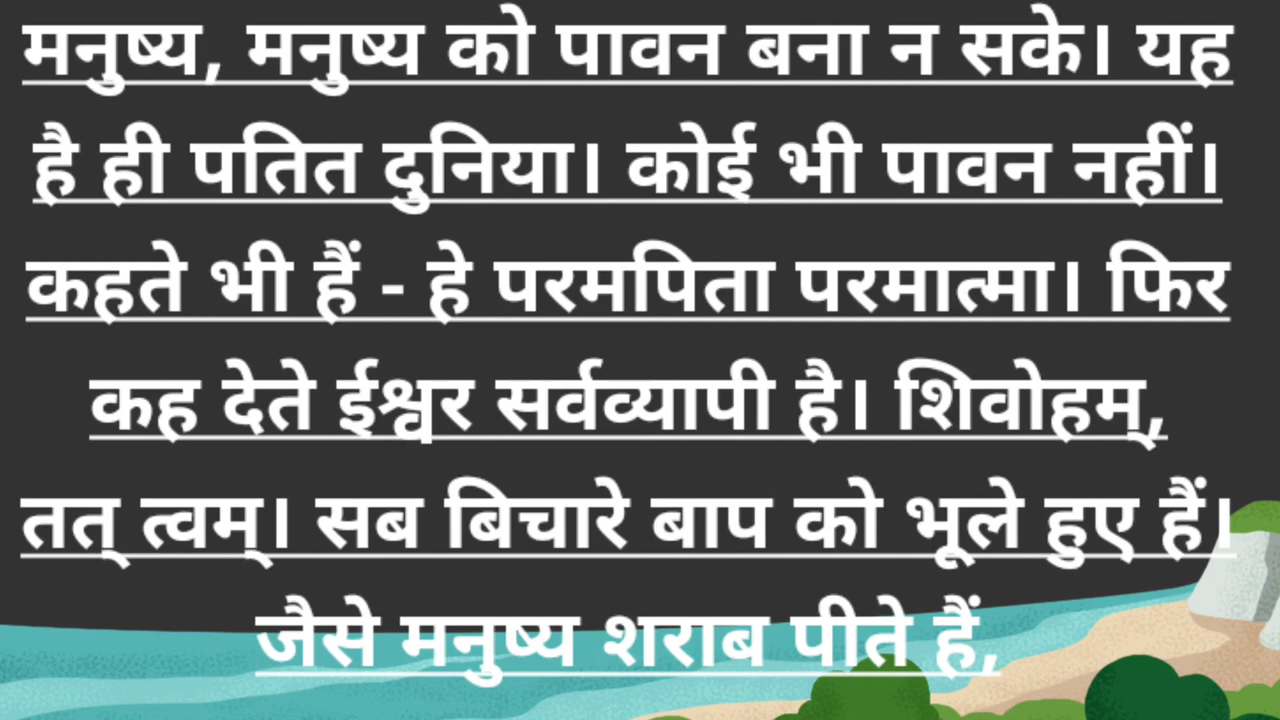 मनुष्य, मनुष्य को पावन बना न सके। यह
है ही पतित दुनिया। कोई भी पावन नहीं।
कहते भी हैं - हे परमपिता परमात्मा। फिर
कह देते ईश्वर सर्वव्यापी है। शिवोहम्,
तत् त्वम्। सब बिचारे बाप को भूले हुए हैं।
जैसे मनुष्य शराब पीते हैं,